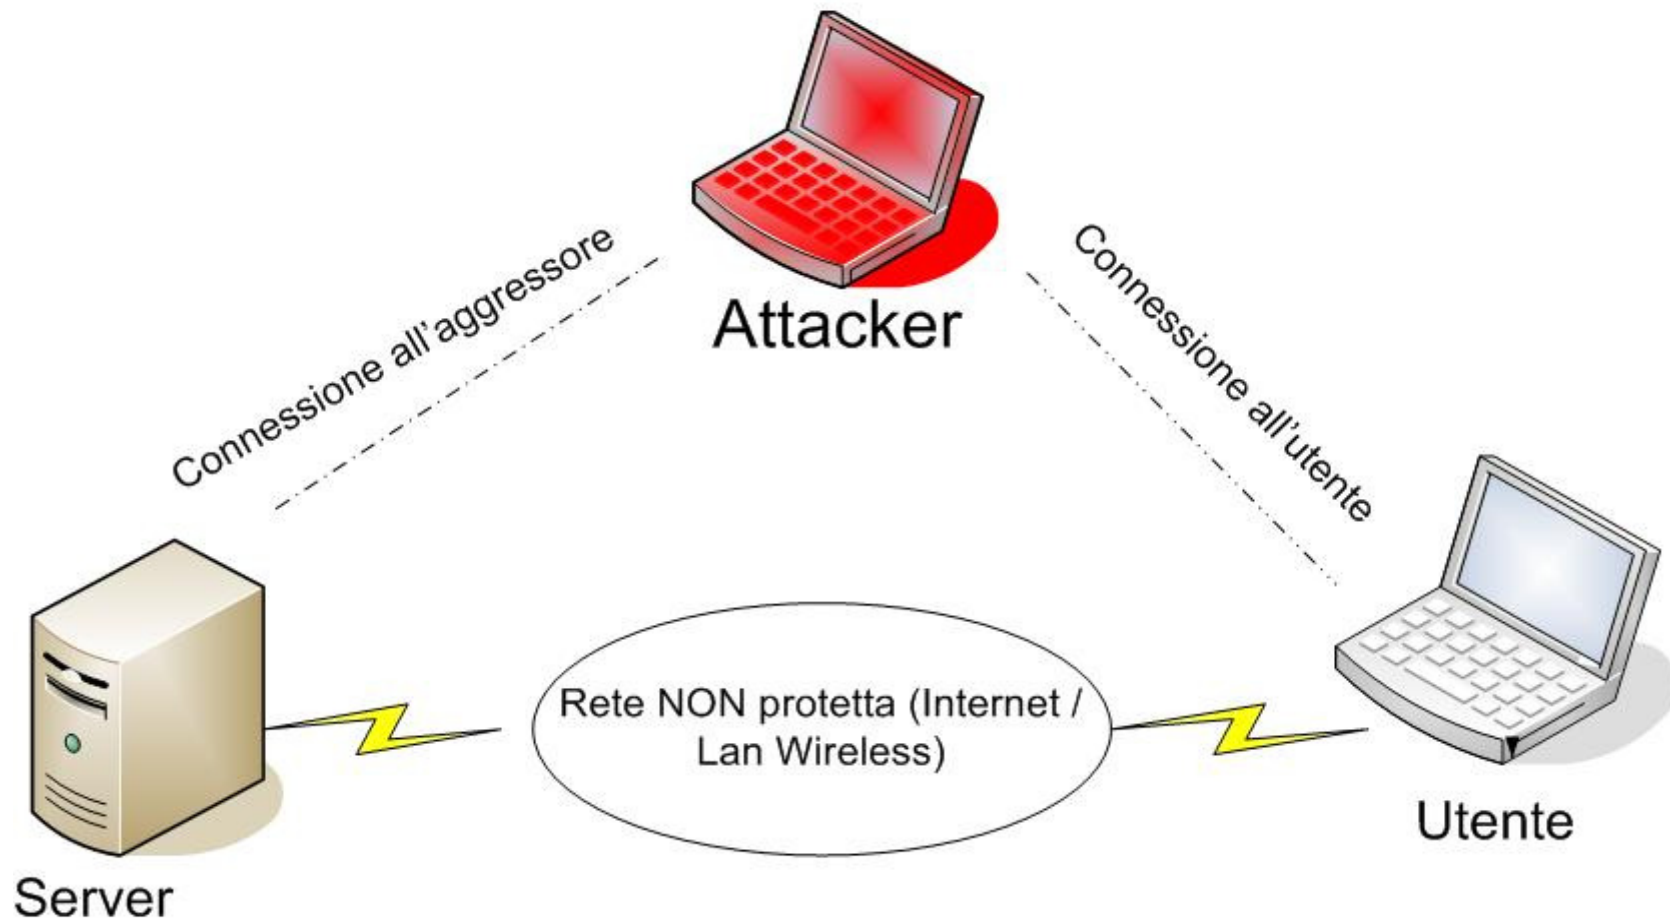 Attacker
Connessione all'aggressore
Connessione all'utente
Rete NON protetta (Internet /
Lan Wireless)
Utente
Server